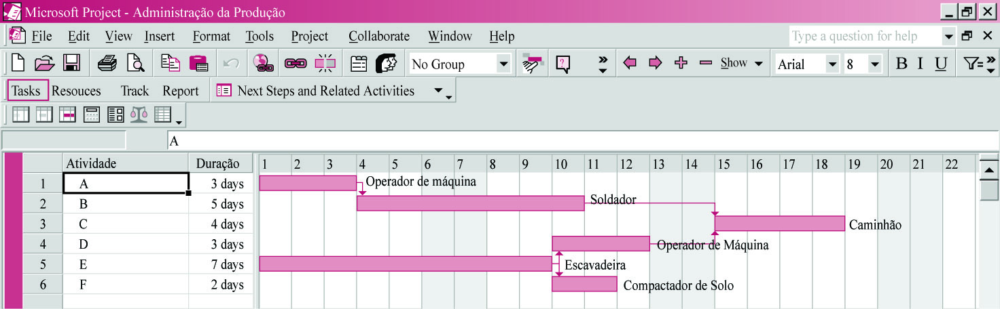 Microsoft Project - Administração da Produção
File Edit View Insert Format Tools Project Collaborate Window Help Type a question for help
No Group Show Arial 8 B I U
Tasks Resouces Track Report Next Steps and Related Activities
A
Atividade Duração 1 2 3 4 5 6 7 8 9 10 11 12 13 14 15 16 17 18 19 20 21 22
1 A 3 days Operador de máquina
2 B 5 days Soldador
3 C 4 days Caminhão
4 D 3 days Operador de Máquina
5 E 7 days Escavadeira
6 F 2 days Compactador de Solo